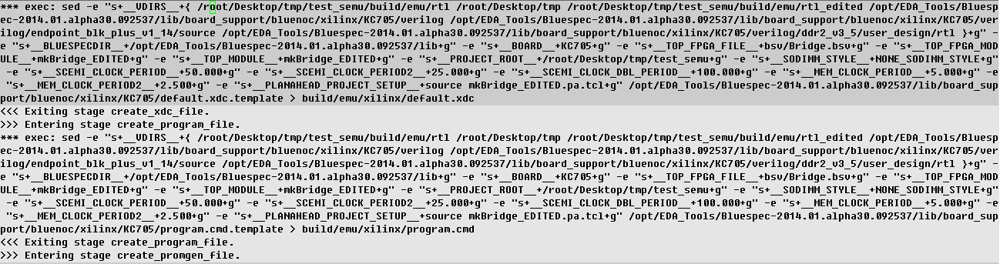 *** exec: sed -e "s+__VDIRS__+{ /root/Desktop/tmp/test_semu/build/emu/rtl /root/Desktop/tmp /root/Desktop/tmp/test_semu/build/emu/rtl_edited /opt/EDA_Tools/Bluesp
ec-2014.01.alpha30.092537/lib/board_support/bluenoc/xilinx/KC705/verilog /opt/EDA_Tools/Bluespec-2014.01.alpha30.092537/lib/board_support/bluenoc/xilinx/KC705/ver
ilog/endpoint_blk_plus_v1_14/source /opt/EDA_Tools/Bluespec-2014.01.alpha30.092537/lib/board_support/bluenoc/xilinx/KC705/verilog/ddr2_v3_5/user_design/rtl }+g" -
e "s+__BLUESPECDIR__+/opt/EDA_Tools/Bluespec-2014.01.alpha30.092537/lib+g" -e "s+__BOARD__+KC705+g" -e "s+__TOP_FPGA_FILE__+bsv/Bridge.bsv+g" -e "s+__TOP_FPGA_MOD
ULE__+mkBridge_EDITED+g" -e "s+__TOP_MODULE__+mkBridge_EDITED+g" -e "s+__PROJECT_ROOT__+/root/Desktop/tmp/test_semu+g" -e "s+__SODIMM_STYLE__+NONE_SODIMM_STYLE+g"
 -e "s+__SCEMI_CLOCK_PERIOD__+50.000+g" -e "s+__SCEMI_CLOCK_PERIOD2__+25.000+g" -e "s+__SCEMI_CLOCK_DBL_PERIOD__+100.000+g" -e "s+__MEM_CLOCK_PERIOD__+5.000+g" -e
 "s+__MEM_CLOCK_PERIOD2__+2.500+g" -e "s+__PLANAHEAD_PROJECT_SETUP__+source mkBridge_EDITED.pa.tcl+g" /opt/EDA_Tools/Bluespec-2014.01.alpha30.092537/lib/board_sup
port/bluenoc/xilinx/KC705/default.xdc.template > build/emu/xilinx/default.xdc
<<< Exiting stage create_xdc_file.
>>> Entering stage create_program_file.
*** exec: sed -e "s+__VDIRS__+{ /root/Desktop/tmp/test_semu/build/emu/rtl /root/Desktop/tmp /root/Desktop/tmp/test_semu/build/emu/rtl_edited /opt/EDA_Tools/Bluesp
ec-2014.01.alpha30.092537/lib/board_support/bluenoc/xilinx/KC705/verilog /opt/EDA_Tools/Bluespec-2014.01.alpha30.092537/lib/board_support/bluenoc/xilinx/KC705/ver
ilog/endpoint_blk_plus_v1_14/source /opt/EDA_Tools/Bluespec-2014.01.alpha30.092537/lib/board_support/bluenoc/xilinx/KC705/verilog/ddr2_v3_5/user_design/rtl }+g" -
e "s+__BLUESPECDIR__+/opt/EDA_Tools/Bluespec-2014.01.alpha30.092537/lib+g" -e "s+__BOARD__+KC705+g" -e "s+__TOP_FPGA_FILE__+bsv/Bridge.bsv+g" -e "s+__TOP_FPGA_MOD
ULE__+mkBridge_EDITED+g" -e "s+__TOP_MODULE__+mkBridge_EDITED+g" -e "s+__PROJECT_ROOT__+/root/Desktop/tmp/test_semu+g" -e "s+__SODIMM_STYLE__+NONE_SODIMM_STYLE+g"
 -e "s+__SCEMI_CLOCK_PERIOD__+50.000+g" -e "s+__SCEMI_CLOCK_PERIOD2__+25.000+g" -e "s+__SCEMI_CLOCK_DBL_PERIOD__+100.000+g" -e "s+__MEM_CLOCK_PERIOD__+5.000+g" -e
 "s+__MEM_CLOCK_PERIOD2__+2.500+g" -e "s+__PLANAHEAD_PROJECT_SETUP__+source mkBridge_EDITED.pa.tcl+g" /opt/EDA_Tools/Bluespec-2014.01.alpha30.092537/lib/board_sup
port/bluenoc/xilinx/KC705/program.cmd.template > build/emu/xilinx/program.cmd
<<< Exiting stage create_program_file.
>>> Entering stage create_promgen_file.